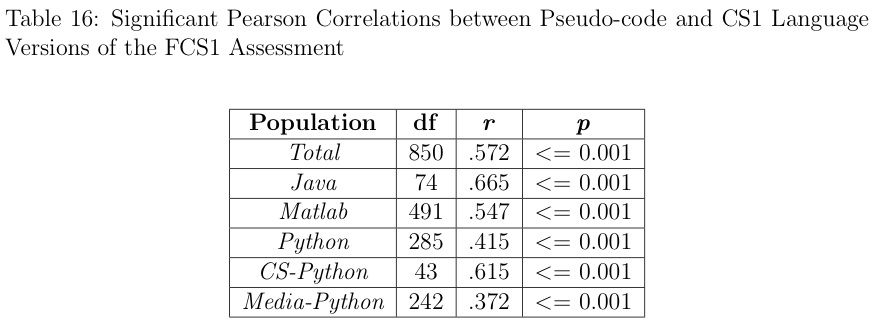 Table 16: Significant Pearson Correlations between Pseudo-code and CS1 Language
Versions of the FCS1 Assessment
Population df r p
Total 850 .572 <= 0.001
Java 74 .665 <= 0.001
Matlab 491 .547 <= 0.001
Python 285 .415 <= 0.001
CS-Python 43 .615 <= 0.001
Media-Python 242 .372 <= 0.001